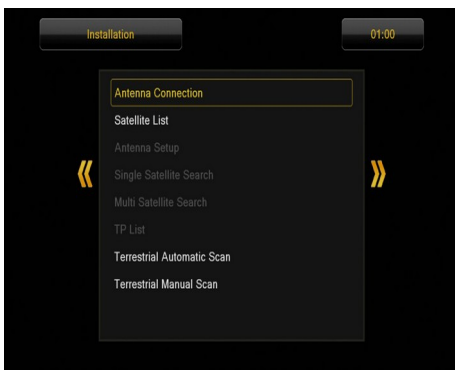 Installation
01:00
Antenna Connection
Satellite List
Antenna Setup
Single Satellite Search
Multi Satellite Search
TP List
Terrestrial Automatic Scan
Terrestrial Manual Scan